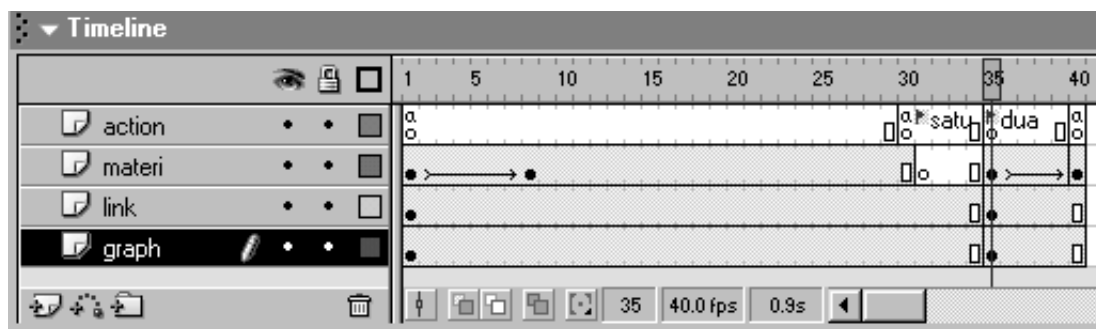 Timeline
1 5 10 15 20 25 30 35 40
action a a satu dua a
materi
link
graph
35 40.0 fps 0.9s